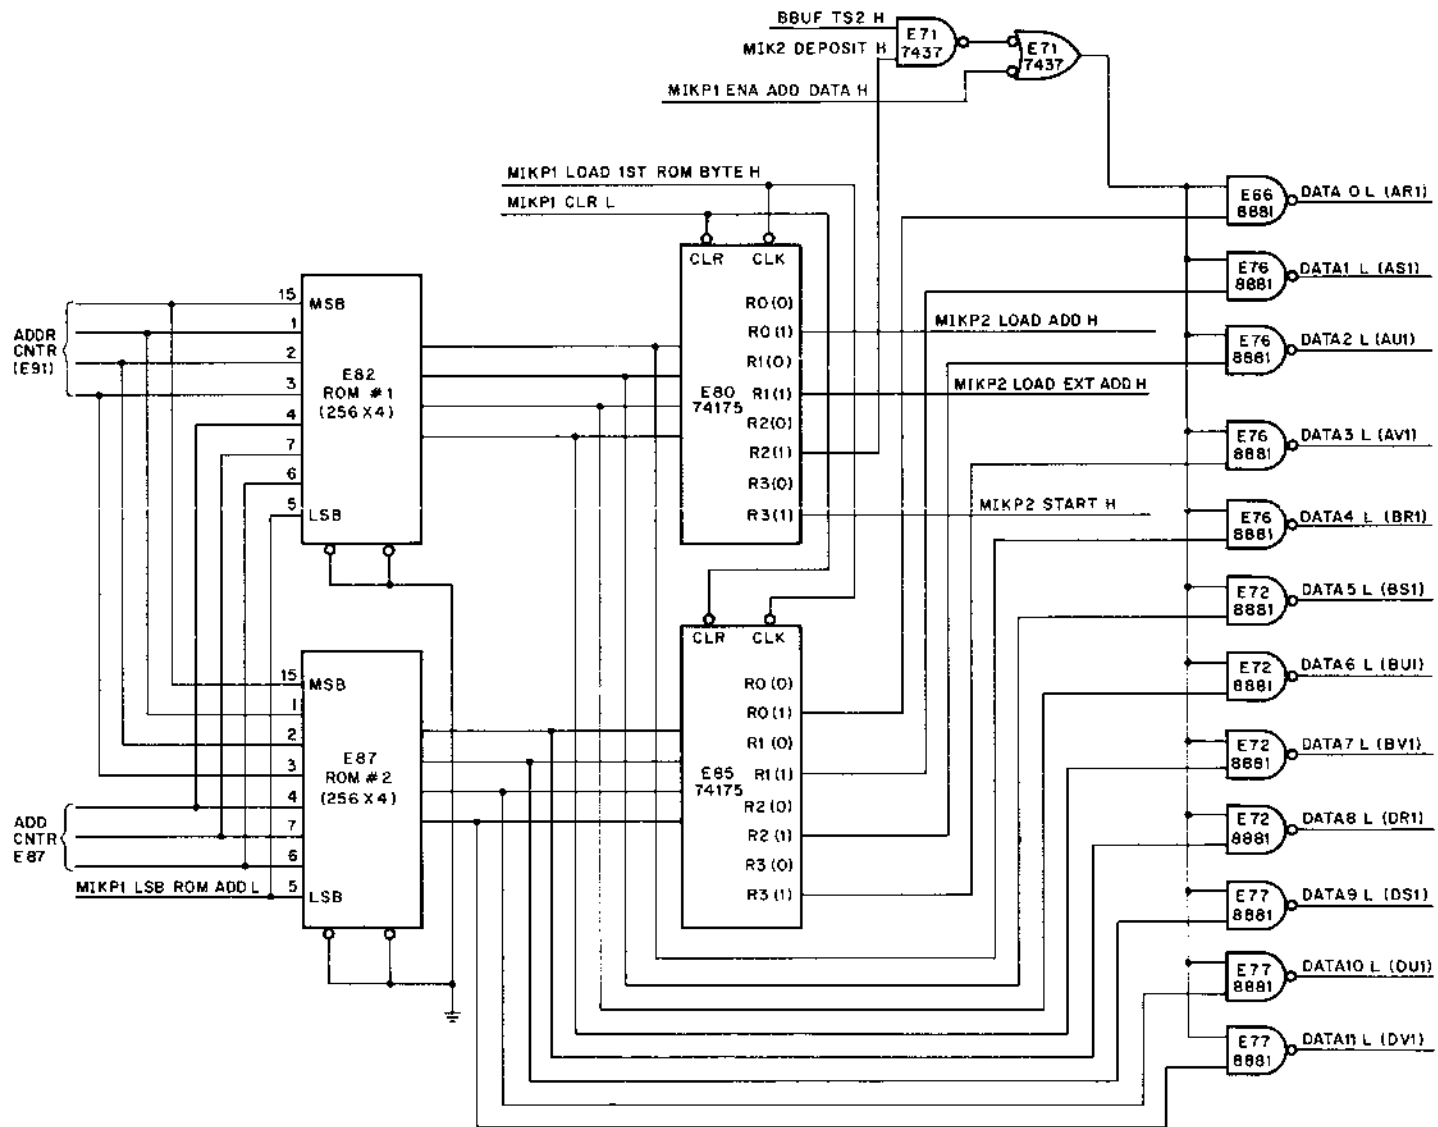 BBUF TS2 H
MIK2 DEPOSIT H
E71
7437
E71
7437
MIKP1 ENA ADD DATA H
MIKP1 LOAD 1ST ROM BYTE H
MIKP1 CLR L
ADDR
CNTR
(E91)
15
1
2
3
4
7
6
5
MSB
E82
ROM #1
(256X4)
LSB
CLR
CLK
R0(0)
R0(1)
R1(0)
R1(1)
R2(0)
R2(1)
R3(0)
R3(1)
E80
74175
MIKP2 LOAD ADD H
MIKP2 LOAD EXT ADD H
MIKP2 START H
ADD
CNTR
E87
MIKP1 LSB ROM ADD L
15
1
2
3
4
7
6
5
MSB
E87
ROM #2
(256X4)
LSB
CLR
CLK
R0(0)
R0(1)
R1(0)
R1(1)
R2(0)
R2(1)
R3(0)
R3(1)
E85
74175
E66
8881
DATA 0 L (AR1)
E76
8881
DATA1 L (AS1)
E76
8881
DATA2 L (AU1)
E76
8881
DATA3 L (AV1)
E76
8881
DATA4 L (BR1)
E72
8881
DATA5 L (BS1)
E72
8881
DATA6 L (BU1)
E72
8881
DATA7 L (BV1)
E72
8881
DATA8 L (DR1)
E77
8881
DATA9 L (DS1)
E77
8881
DATA10 L (DU1)
E77
8881
DATA11 L (DV1)